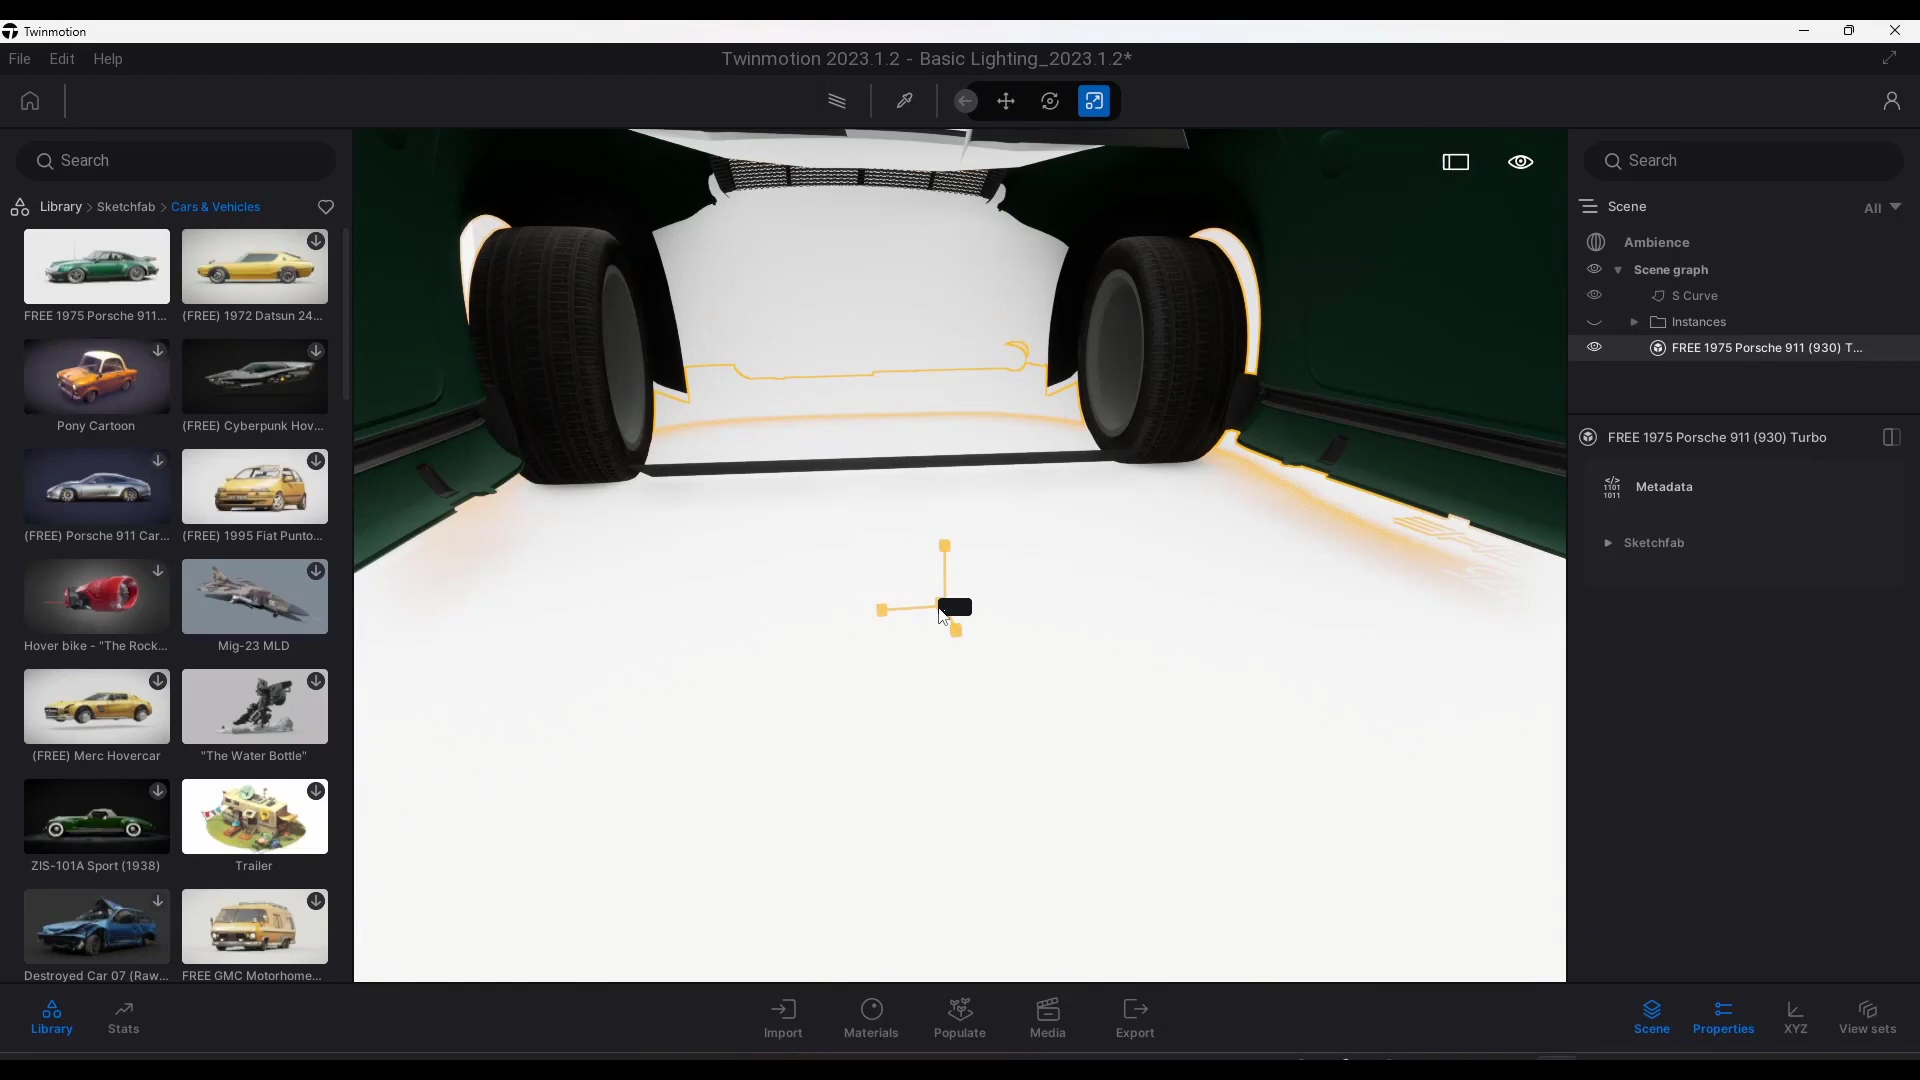 Twinmotion
File Edit Help
Twinmotion 2023.1.2 - Basic Lighting_2023.1.2*
Search
Library > Sketchfab > Cars & Vehicles
FREE 1975 Porsche 911...
(FREE) 1972 Datsun 24...
Pony Cartoon
(FREE) Cyberpunk Hov...
(FREE) Porsche 911 Car...
(FREE) 1995 Fiat Punto...
Hover bike - "The Rock...
Mig-23 MLD
(FREE) Merc Hovercar
"The Water Bottle"
ZIS-101A Sport (1938)
Trailer
Destroyed Car 07 (Raw...
FREE GMC Motorhome...
Search
Scene
All
Ambience
Scene graph
S Curve
Instances
FREE 1975 Porsche 911 (930) T...
FREE 1975 Porsche 911 (930) Turbo
</>
1101
1011
Metadata
Sketchfab
Library
Stats
Import
Materials
Populate
Media
Export
Scene
Properties
XYZ
View sets